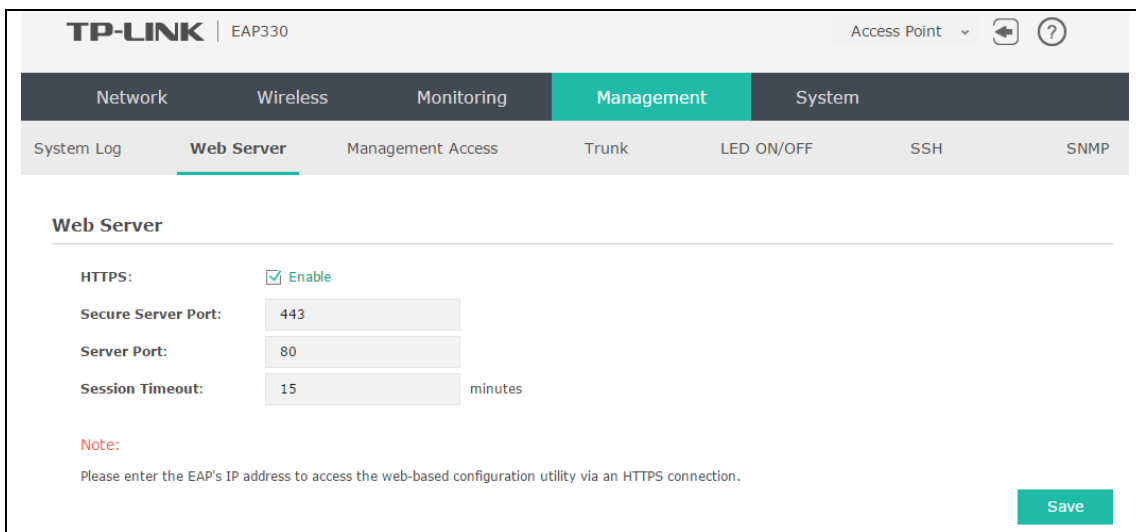 TP-LINK | EAP330 Access Point ?
Network Wireless Monitoring Management System
System Log Web Server Management Access Trunk LED ON/OFF SSH SNMP
Web Server
HTTPS: Enable
Secure Server Port: 443
Server Port: 80
Session Timeout: 15 minutes
Note:
Please enter the EAP's IP address to access the web-based configuration utility via an HTTPS connection.
Save